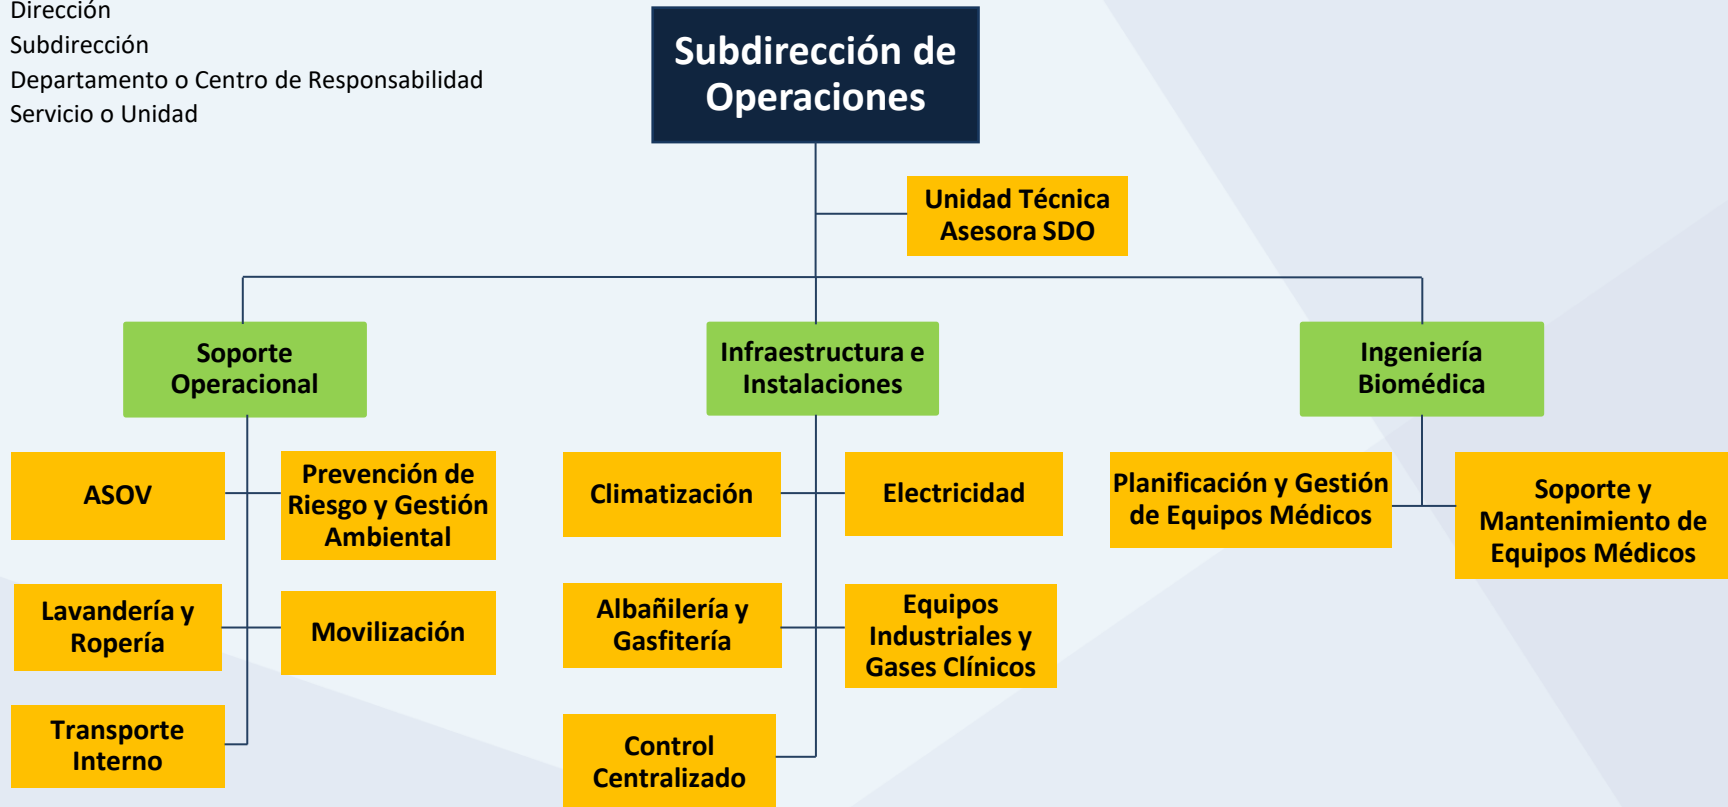 Dirección
Subdirección
Departamento o Centro de Responsabilidad
Servicio o Unidad
Subdirección de
Operaciones
Unidad Técnica
Asesora SDO
Soporte
Operacional
Infraestructura e
Instalaciones
Ingeniería
Biomédica
ASOV
Prevención de
Riesgo y Gestión
Ambiental
Lavandería y
Ropería
Movilización
Transporte
Interno
Climatización
Electricidad
Albañilería y
Gasfitería
Equipos
Industriales y
Gases Clínicos
Control
Centralizado
Planificación y Gestión
de Equipos Médicos
Soporte y
Mantenimiento de
Equipos Médicos